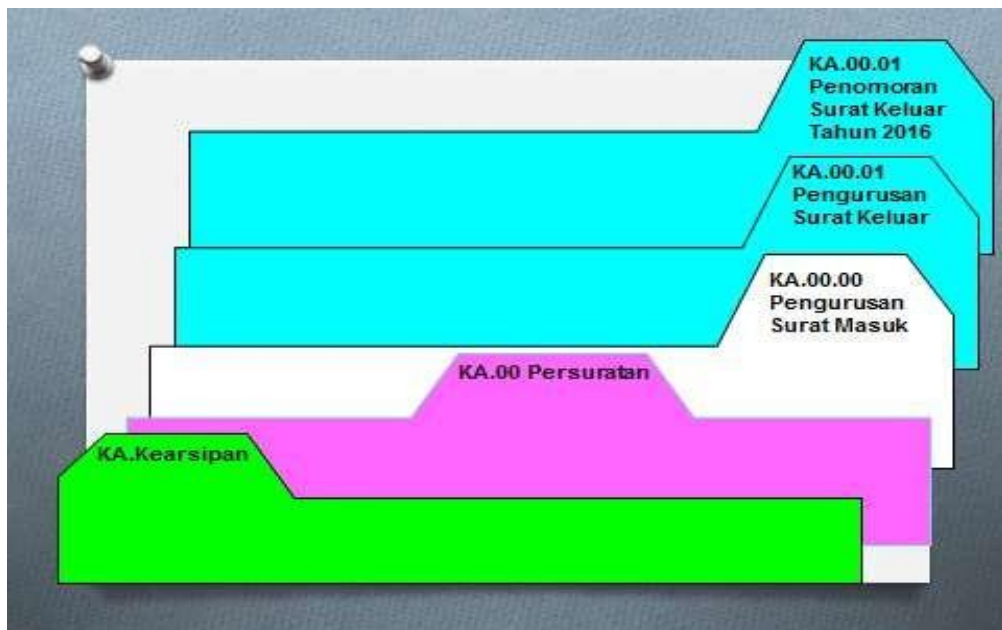 KA.00.01
Penomoran
Surat Keluar
Tahun 2016
KA.00.01
Pengurusan
Surat Keluar
KA.00.00
Pengurusan
Surat Masuk
KA.00 Persuratan
KA.Kearsipan